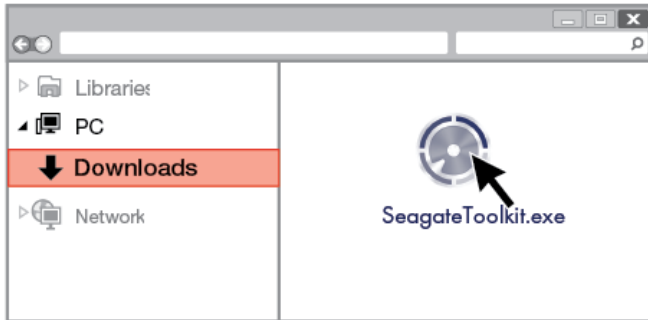 Libraries
PC
Downloads
Network
SeagateToolkit.exe